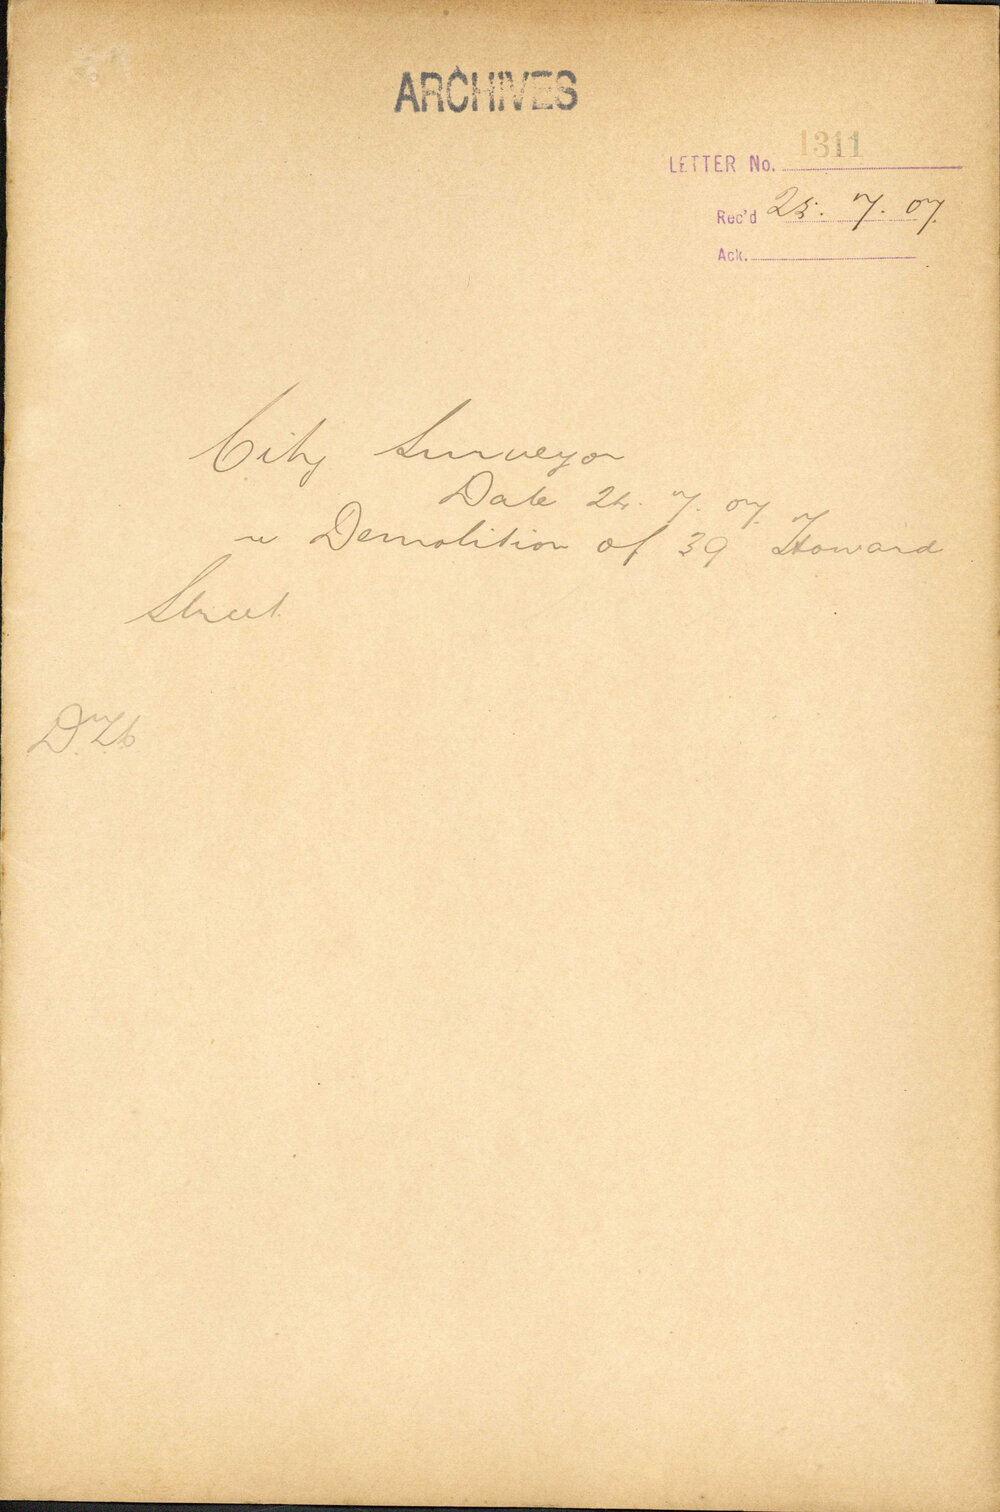 ARCHIVES
LETTER No. 1311
Rec'd 25. 7. 07.
Ack.
City Surveyor
Date 24. 7. 07.
re Demolition of 39 Howard
Street